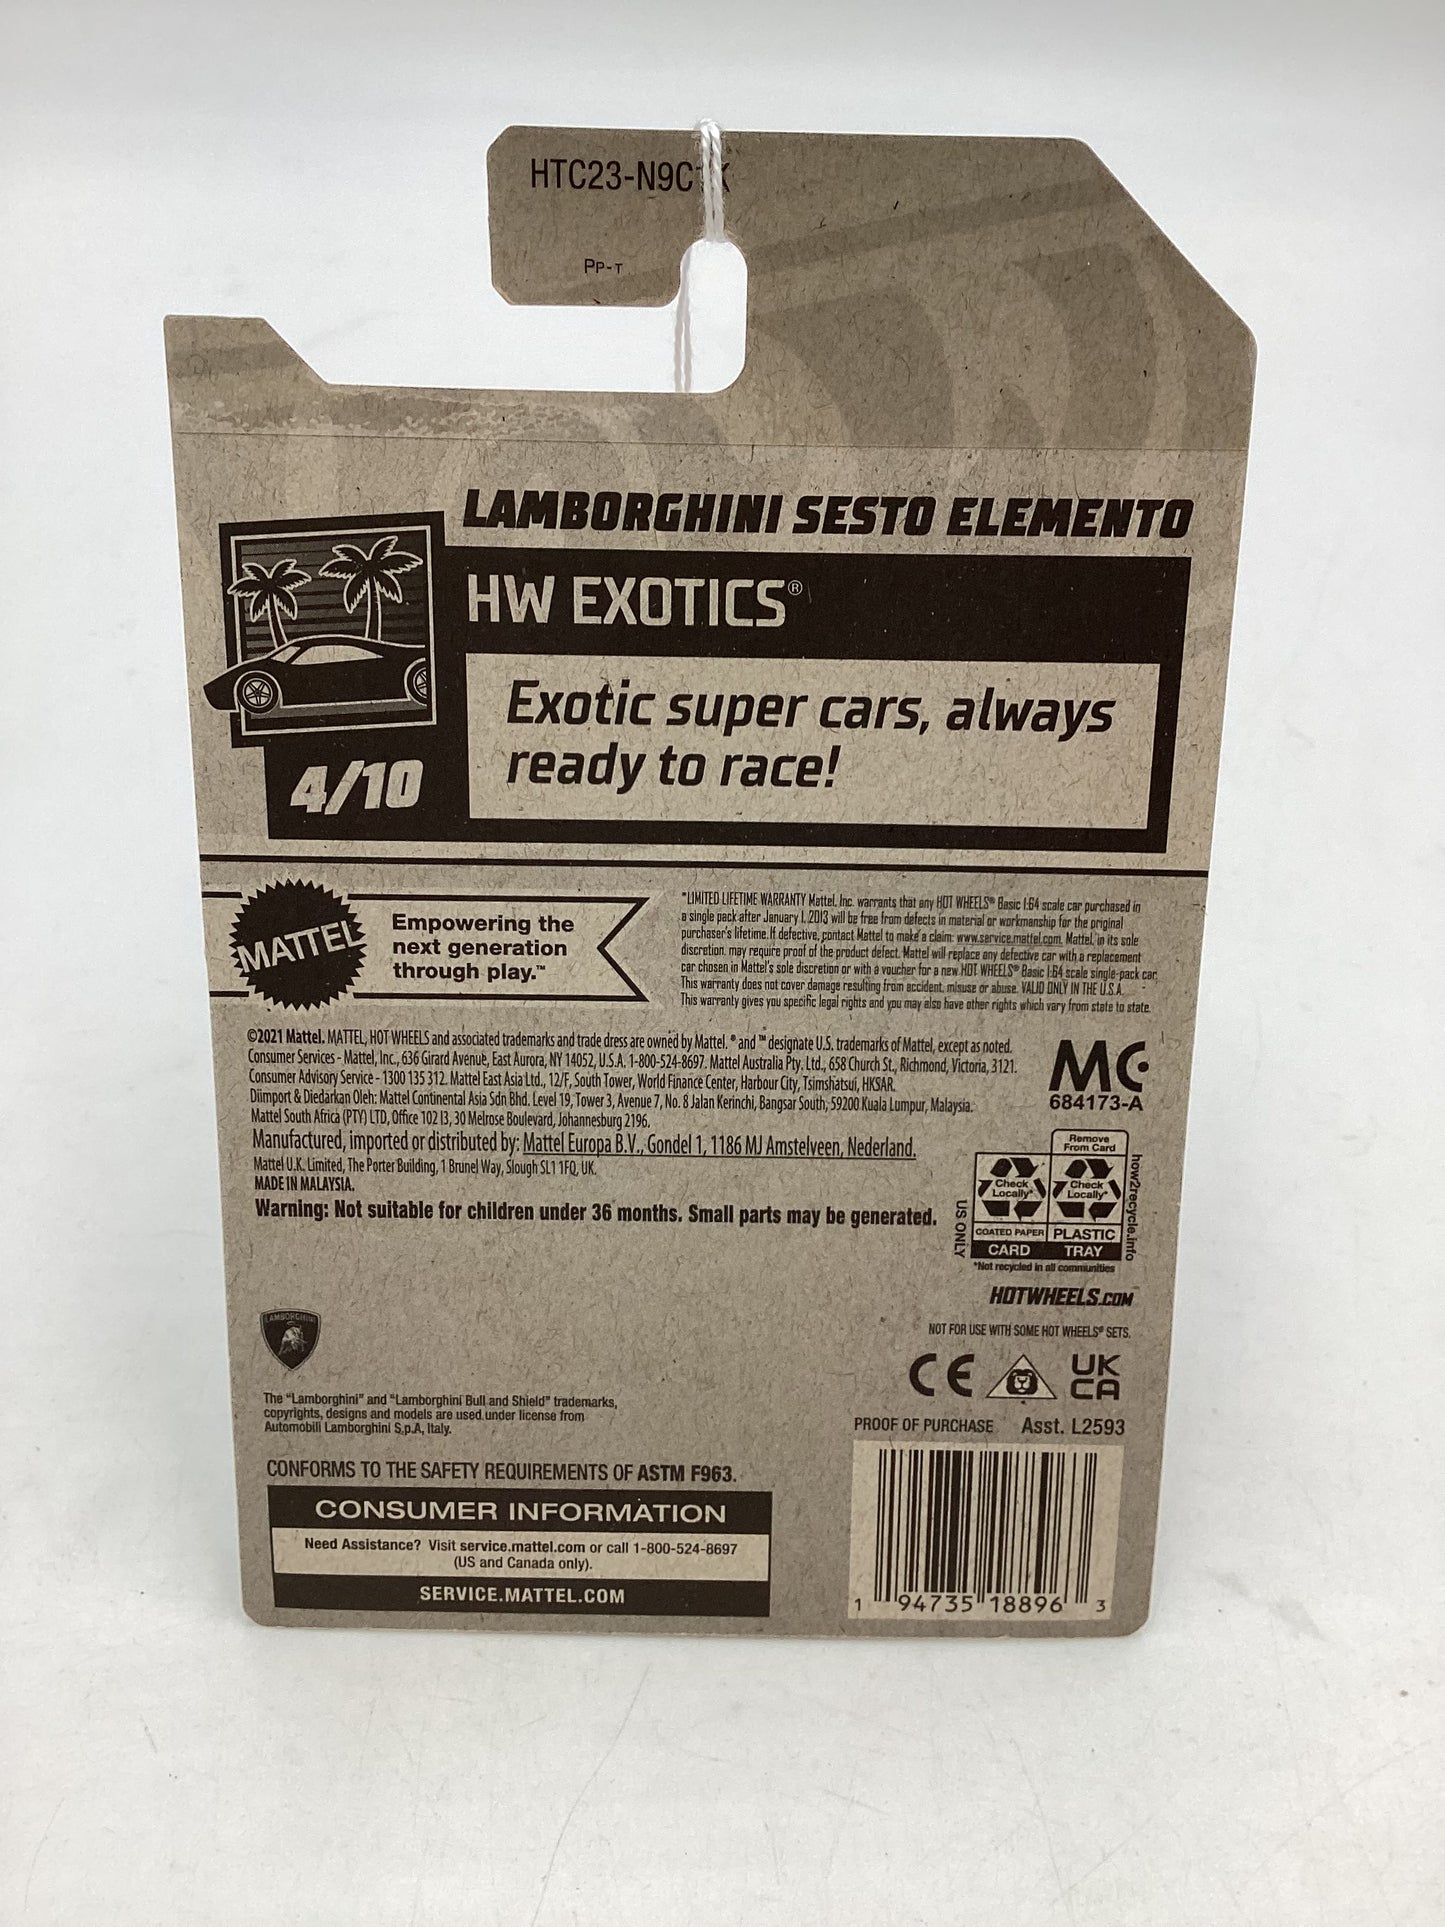 HTC23-N9C
PP-T
LAMBORGHINI SESTO ELEMENTO
HW EXOTICS®
Exotic super cars, always
ready to race!
4/10
MATTEL
Empowering the
next generation
through play.™
*LIMITED LIFETIME WARRANTY Mattel, Inc. warrants that any HOT WHEELS® Basic 1:64 scale car purchased in
a single pack after January 1, 2013 will be free from defects in material or workmanship for the original
purchaser's lifetime. If defective, contact Mattel to make a claim: www.service.mattel.com. Mattel, in its sole
discretion, may require proof of the product defect. Mattel will replace any defective car with a replacement
car chosen in Mattel's sole discretion or with a voucher for a new HOT WHEELS® Basic 1:64 scale single-pack car.
This warranty does not cover damage resulting from accident, misuse or abuse. VALID ONLY IN THE U.S.A.
This warranty gives you specific legal rights and you may also have other rights which vary from state to state.
©2021 Mattel. MATTEL, HOT WHEELS and associated trademarks and trade dress are owned by Mattel. ® and ™ designate U.S. trademarks of Mattel, except as noted.
Consumer Services - Mattel, Inc., 636 Girard Avenue, East Aurora, NY 14052, U.S.A. 1-800-524-8697. Mattel Australia Pty. Ltd., 658 Church St., Richmond, Victoria, 3121.
Consumer Advisory Service - 1300 135 312. Mattel East Asia Ltd., 12/F, South Tower, World Finance Center, Harbour City, Tsimshatsui, HKSAR.
Diimport & Diedarkan Oleh: Mattel Continental Asia Sdn Bhd. Level 19, Tower 3, Avenue 7, No. 8 Jalan Kerinchi, Bangsar South, 59200 Kuala Lumpur, Malaysia.
Mattel South Africa (PTY) LTD, Office 102 I3, 30 Melrose Boulevard, Johannesburg 2196.
Manufactured, imported or distributed by: Mattel Europa B.V., Gondel 1, 1186 MJ Amstelveen, Nederland.
Mattel U.K. Limited, The Porter Building, 1 Brunel Way, Slough SL1 1FQ, UK.
MADE IN MALAYSIA.
Warning: Not suitable for children under 36 months. Small parts may be generated.
MC
684173-A
Remove
From Card
Check
Locally*
Check
Locally*
COATED PAPER
PLASTIC
CARD
TRAY
US ONLY
how2recycle.info
*Not recycled in all communities
HOTWHEELS.COM
NOT FOR USE WITH SOME HOT WHEELS® SETS.
CE
UK
CA
LAMBORGHINI
The "Lamborghini" and "Lamborghini Bull and Shield" trademarks,
copyrights, designs and models are used under license from
Automobili Lamborghini S.p.A, Italy.
PROOF OF PURCHASE Asst. L2593
CONFORMS TO THE SAFETY REQUIREMENTS OF ASTM F963.
CONSUMER INFORMATION
Need Assistance? Visit service.mattel.com or call 1-800-524-8697
(US and Canada only).
SERVICE.MATTEL.COM
1 94735 18896 3